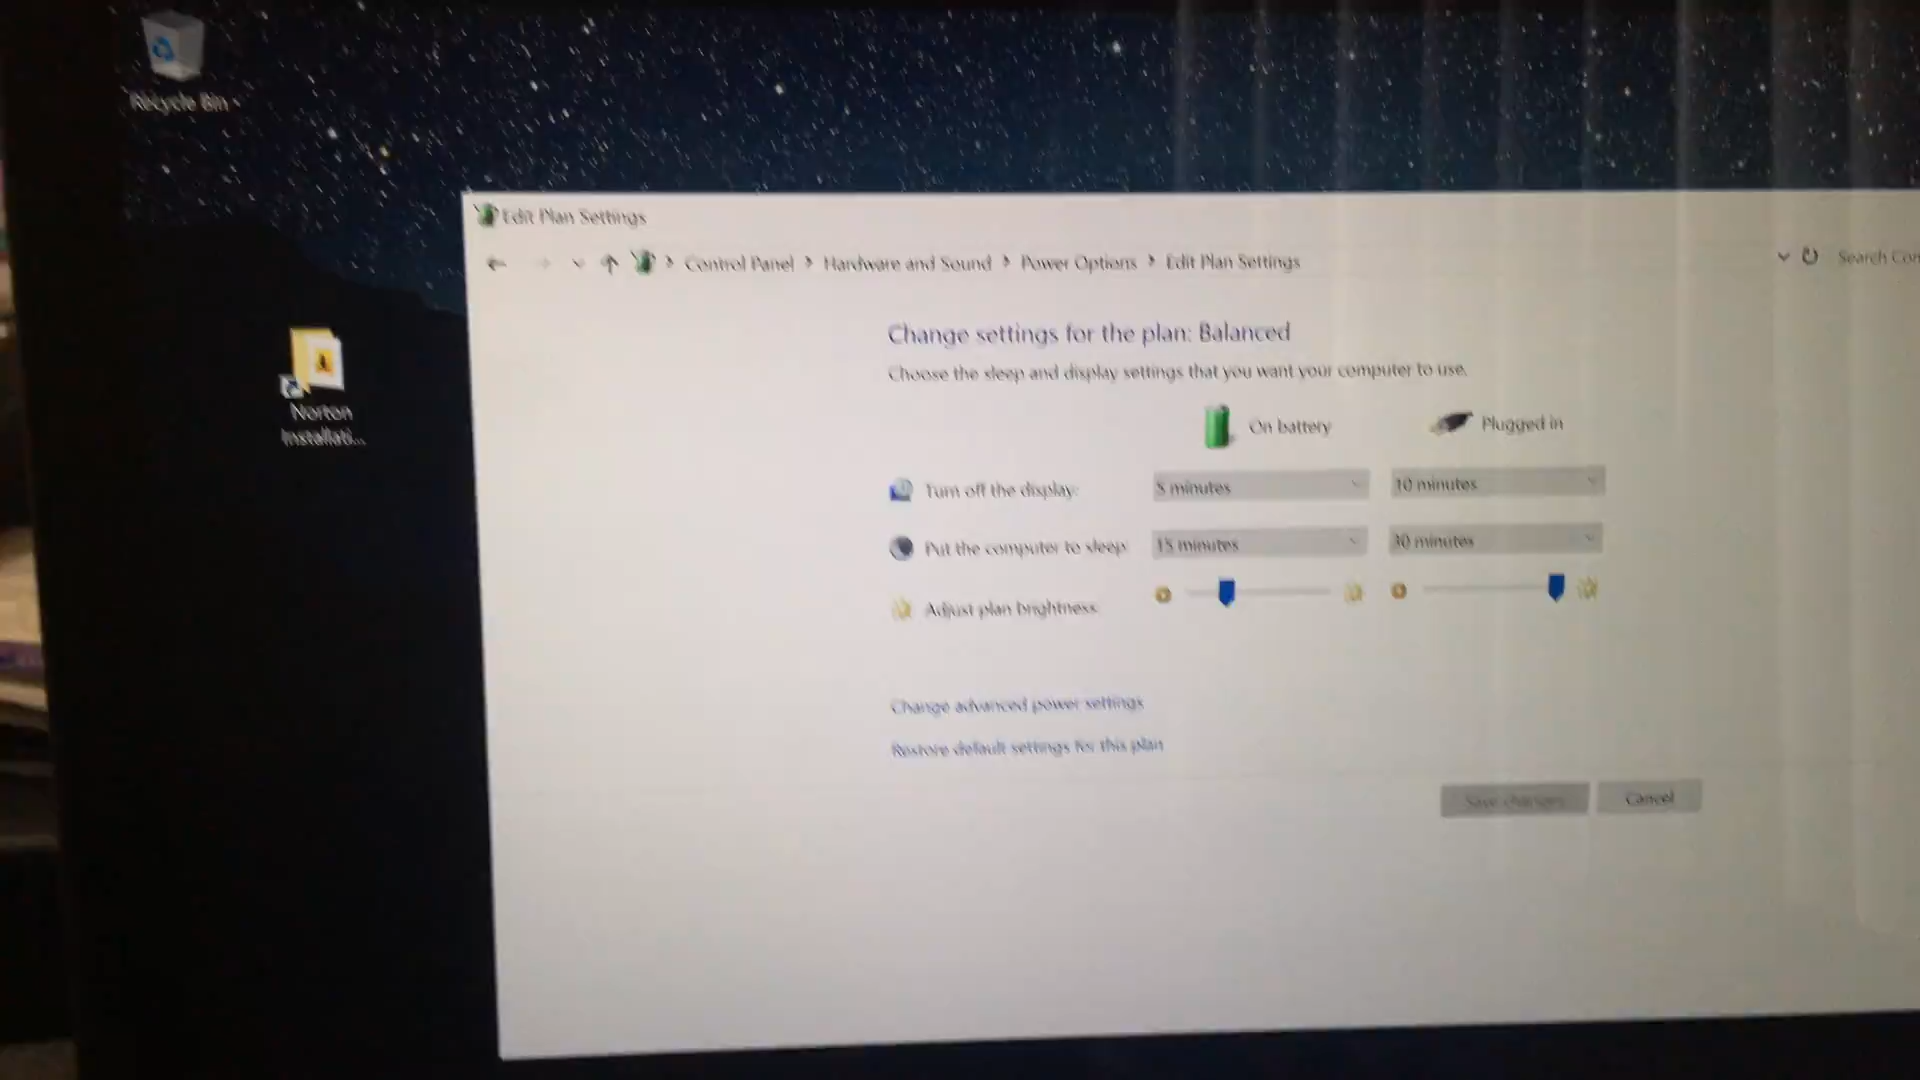 Recycle Bin
Edit Plan Settings
Control Panel > Hardware and Sound > Power Options > Edit Plan Settings
Search Con
Change settings for the plan: Balanced
Choose the sleep and display settings that you want your computer to use.
On battery
Plugged in
Turn off the display:
5 minutes
10 minutes
Put the computer to sleep:
15 minutes
30 minutes
Adjust plan brightness:
Norton
Installati...
Change advanced power settings
Restore default settings for this plan
Save changes
Cancel